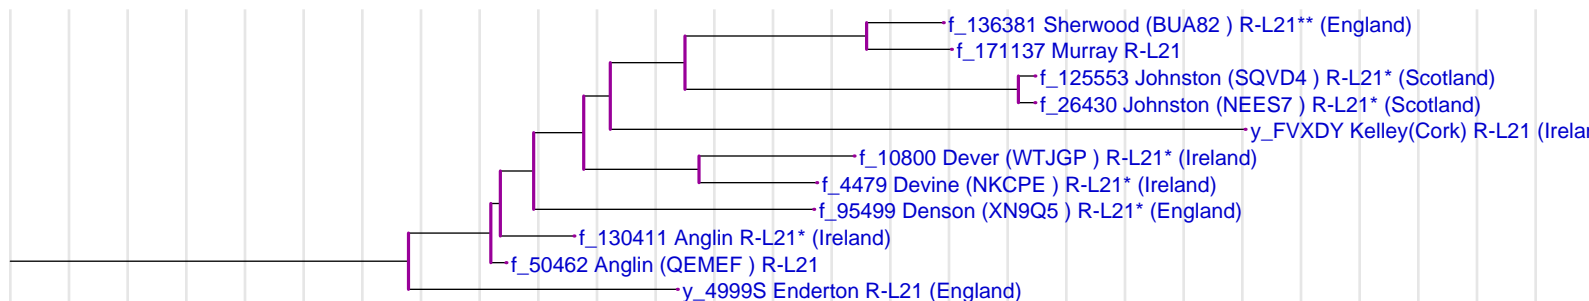 f_136381 Sherwood (BUA82 ) R-L21** (England)
f_171137 Murray R-L21
f_125553 Johnston (SQVD4 ) R-L21* (Scotland)
f_26430 Johnston (NEES7 ) R-L21* (Scotland)
y_FVXDY Kelley(Cork) R-L21 (Irelan
f_10800 Dever (WTJGP ) R-L21* (Ireland)
f_4479 Devine (NKCPE ) R-L21* (Ireland)
f_95499 Denson (XN9Q5 ) R-L21* (England)
f_130411 Anglin R-L21* (Ireland)
f_50462 Anglin (QEMEF ) R-L21
y_4999S Enderton R-L21 (England)